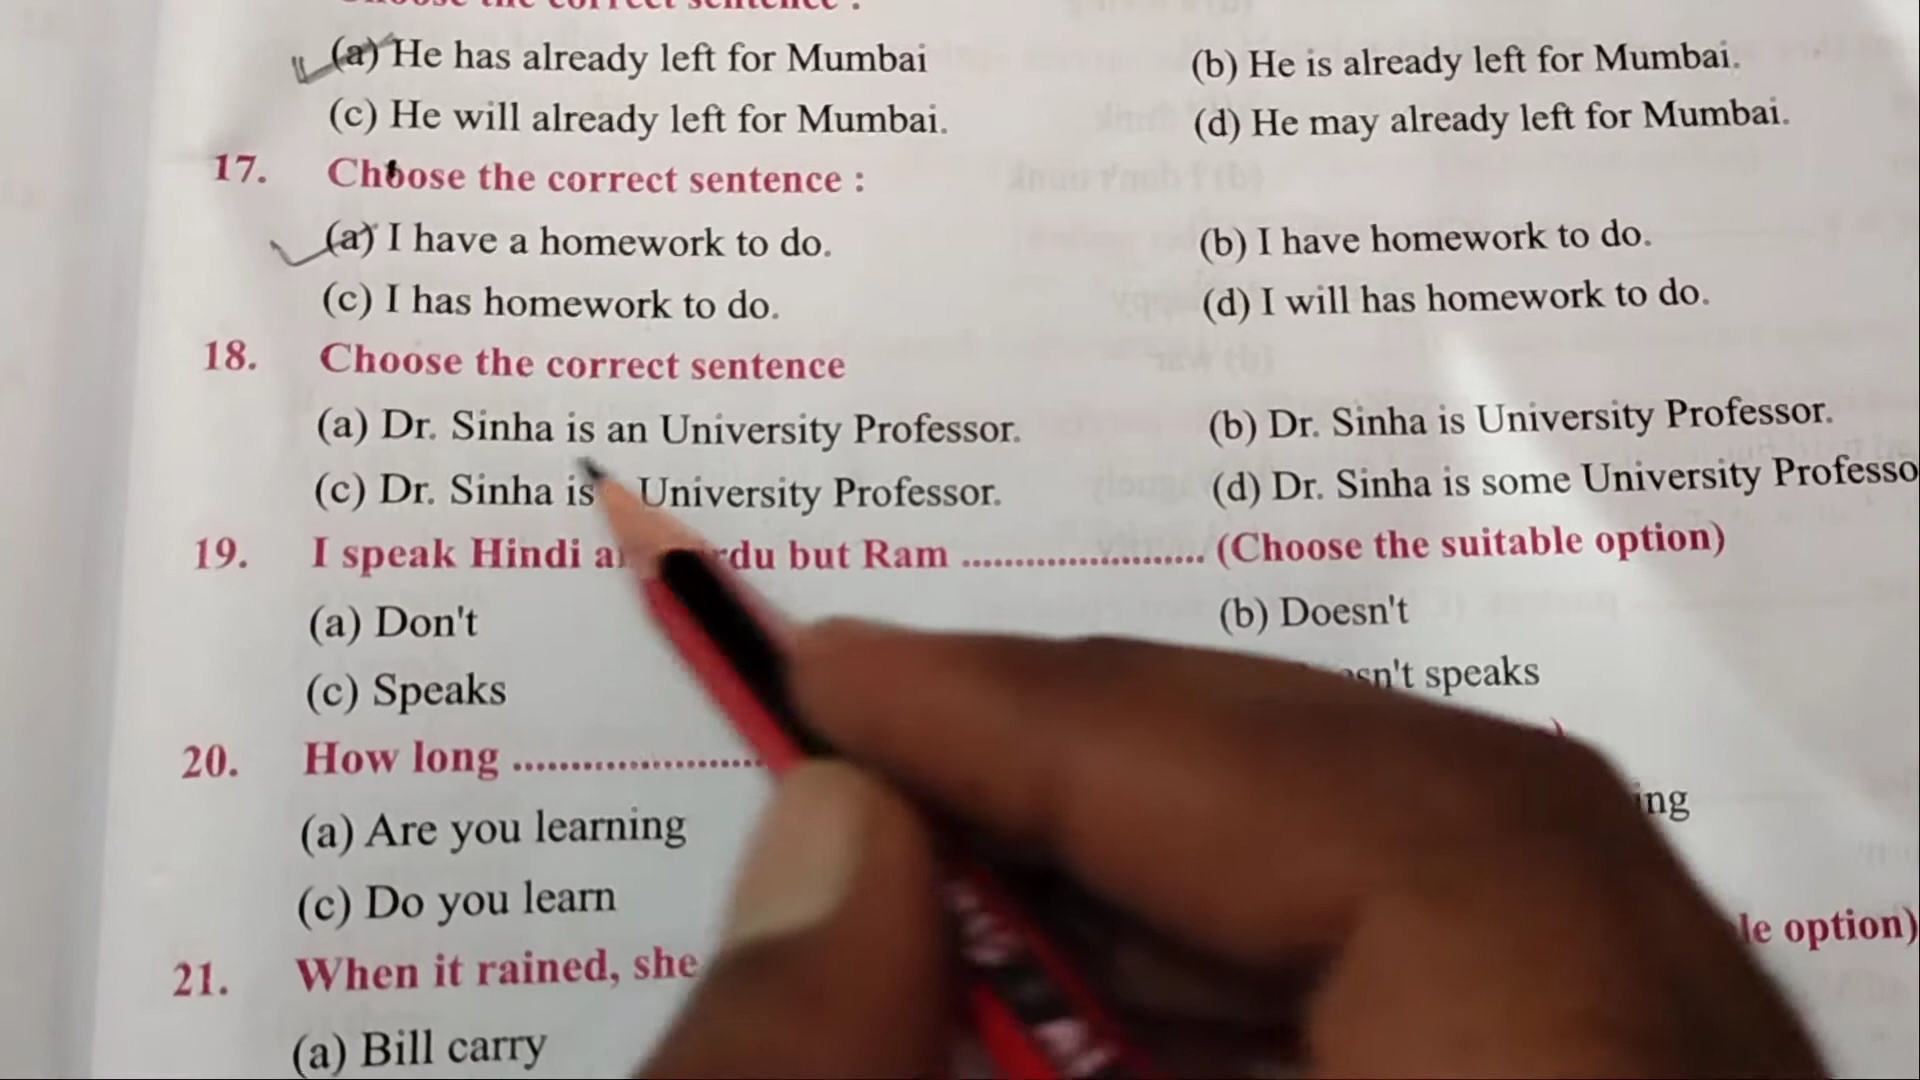 Choose the correct sentence :
(a) He has already left for Mumbai (b) He is already left for Mumbai.
(c) He will already left for Mumbai. (d) He may already left for Mumbai.
17. Choose the correct sentence :
(a) I have a homework to do. (b) I have homework to do.
(c) I has homework to do. (d) I will has homework to do.
18. Choose the correct sentence
(a) Dr. Sinha is an University Professor. (b) Dr. Sinha is University Professor.
(c) Dr. Sinha is University Professor. (d) Dr. Sinha is some University Professo
19. I speak Hindi but Ram ........................ (Choose the suitable option)
(a) Don't (b) Doesn't
(c) Speaks speaks
20. How long ........................
(a) Are you learning
(c) Do you learn
option)
21. When it rained, she
(a) Bill carry